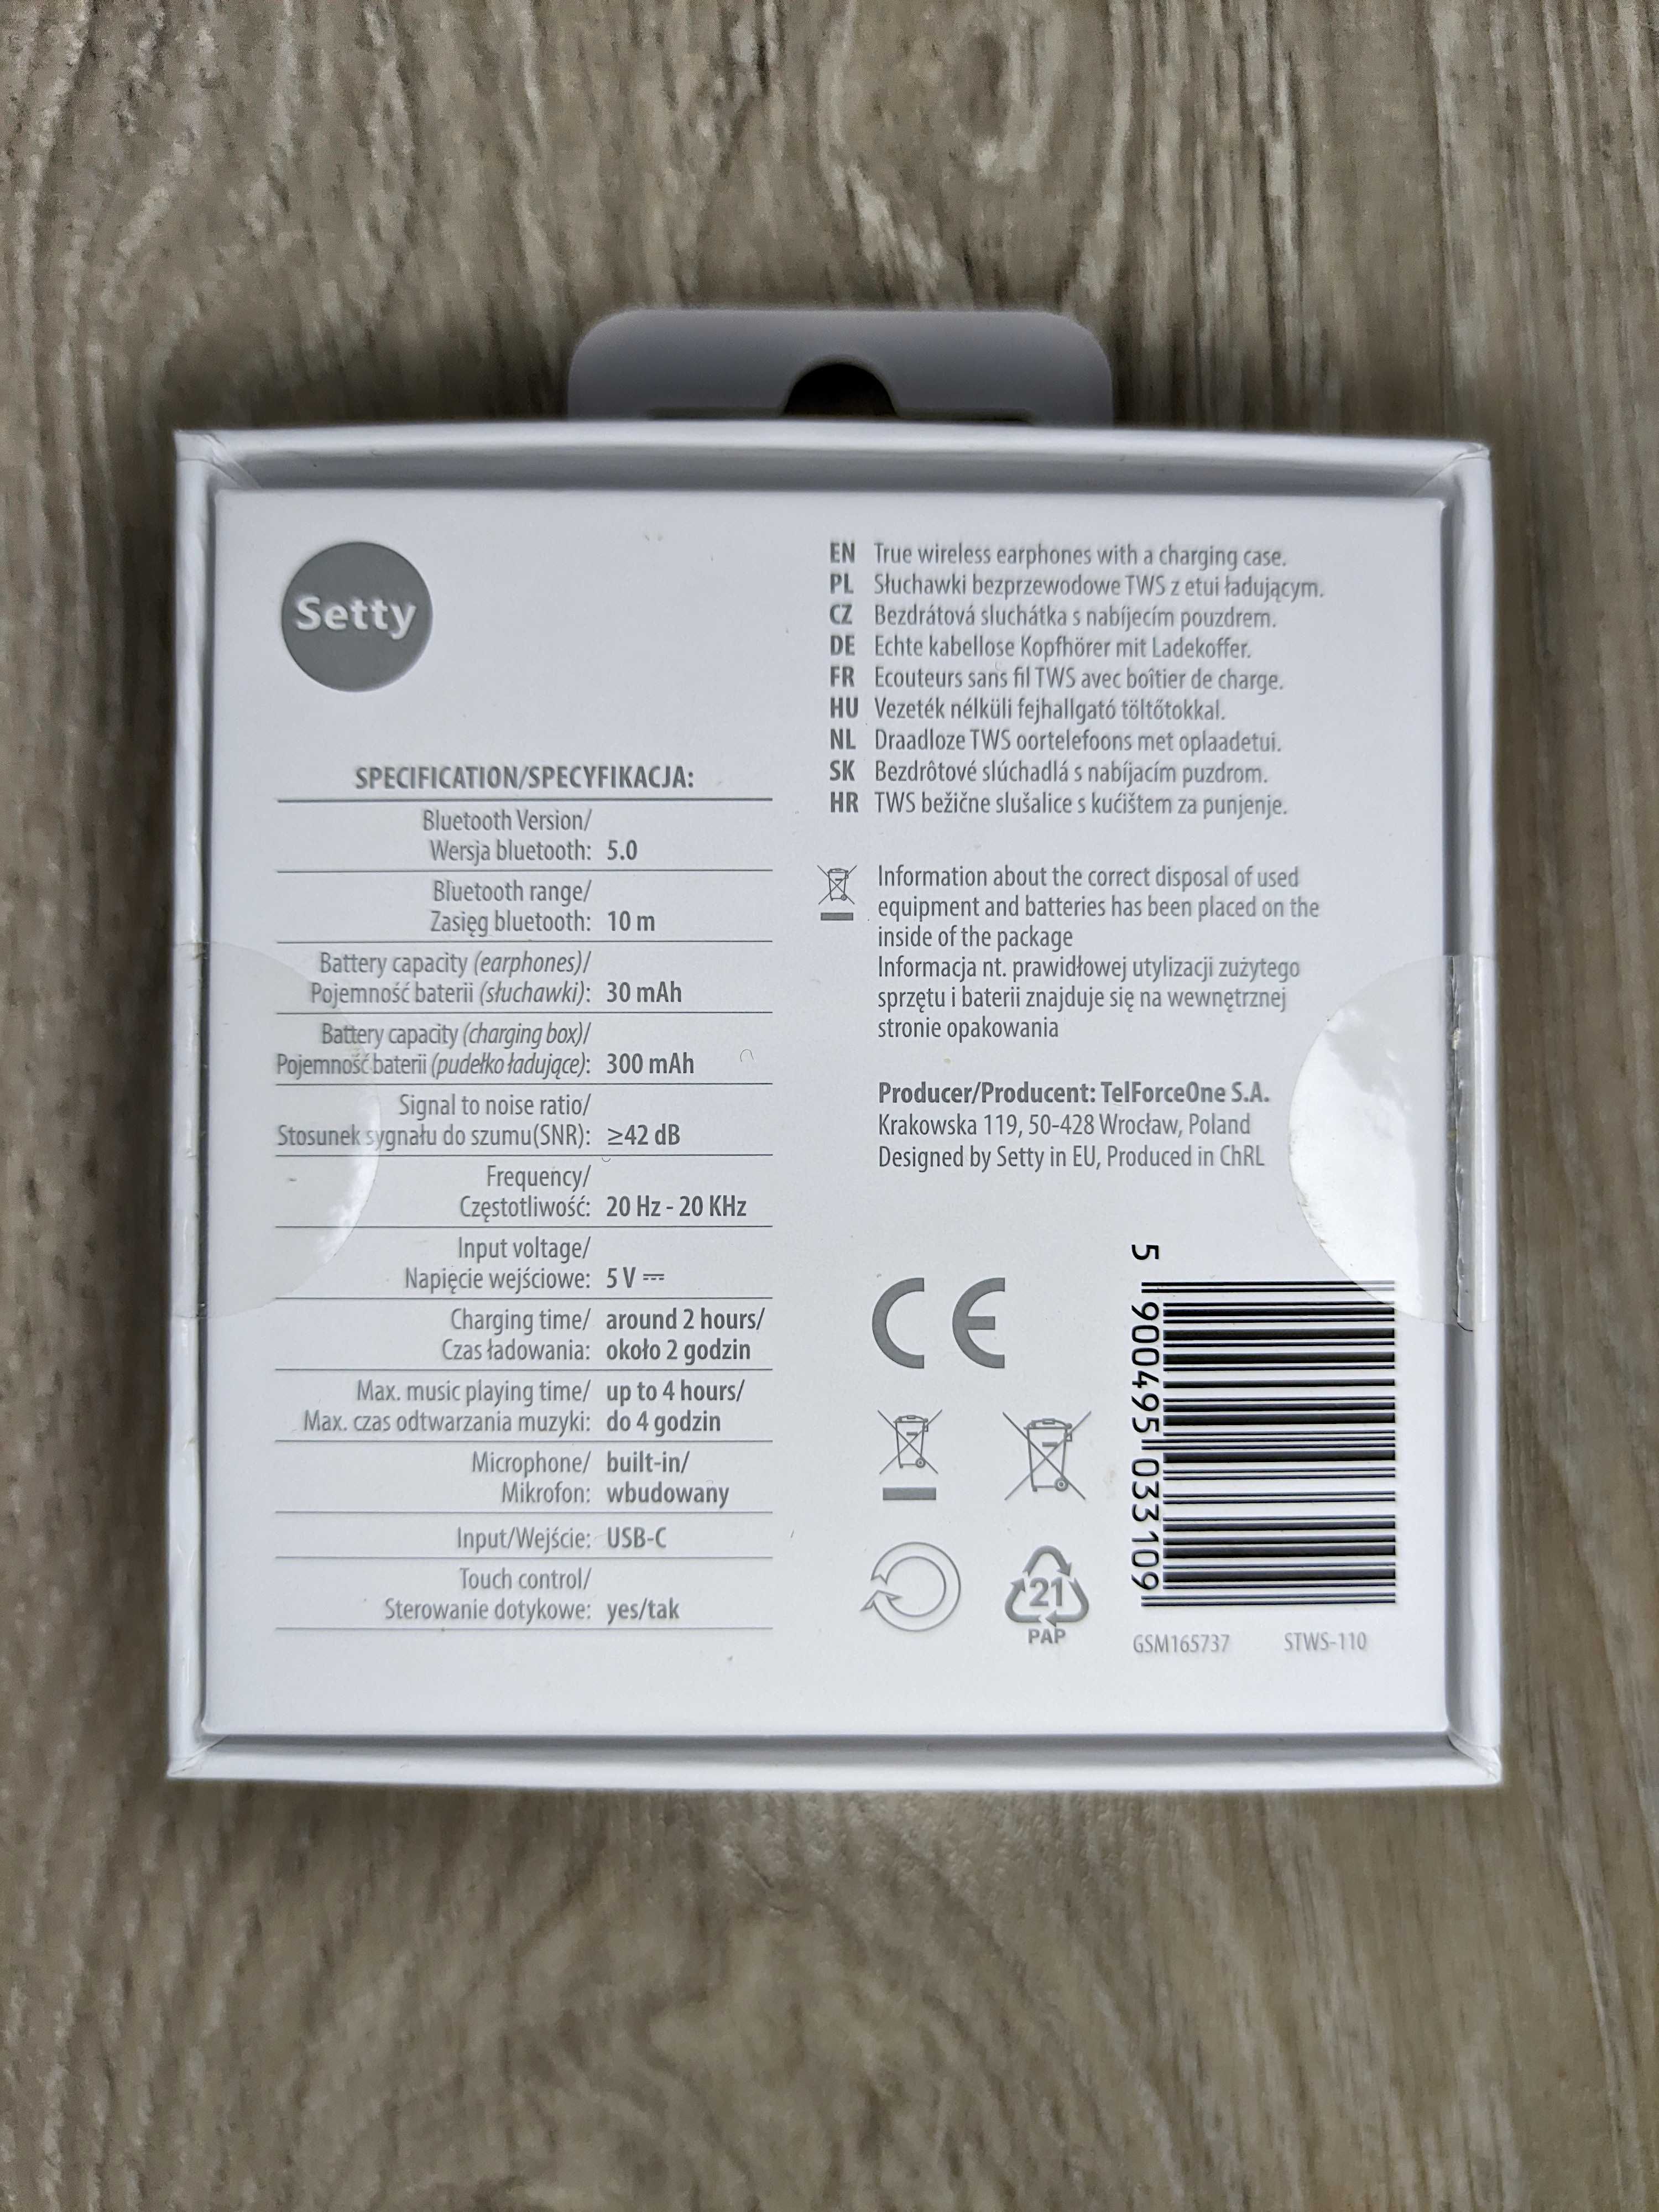 Setty
SPECIFICATION/SPECYFIKACJA:
Bluetooth Version/
Wersja bluetooth: 5.0
Bluetooth range/
Zasięg bluetooth: 10 m
Battery capacity (earphones)/
Pojemność baterii (słuchawki): 30 mAh
Battery capacity (charging box)/
Pojemność baterii (pudełko ładujące): 300 mAh
Signal to noise ratio/
Stosunek sygnału do szumu(SNR): ≥42 dB
Frequency/
Częstotliwość: 20 Hz - 20 KHz
Input voltage/
Napięcie wejściowe: 5 V ⎓
Charging time/ around 2 hours/
Czas ładowania: około 2 godzin
Max. music playing time/ up to 4 hours/
Max. czas odtwarzania muzyki: do 4 godzin
Microphone/ built-in/
Mikrofon: wbudowany
Input/Wejście: USB-C
Touch control/
Sterowanie dotykowe: yes/tak
EN True wireless earphones with a charging case.
PL Słuchawki bezprzewodowe TWS z etui ładującym.
CZ Bezdrátová sluchátka s nabíjecím pouzdrem.
DE Echte kabellose Kopfhörer mit Ladekoffer.
FR Ecouteurs sans fil TWS avec boîtier de charge.
HU Vezeték nélküli fejhallgató töltőtokkal.
NL Draadloze TWS oortelefoons met oplaadetui.
SK Bezdrôtové slúchadlá s nabíjacím puzdrom.
HR TWS bežične slušalice s kućištem za punjenje.
Information about the correct disposal of used
equipment and batteries has been placed on the
inside of the package
Informacja nt. prawidłowej utylizacji zużytego
sprzętu i baterii znajduje się na wewnętrznej
stronie opakowania
Producer/Producent: TelForceOne S.A.
Krakowska 119, 50-428 Wrocław, Poland
Designed by Setty in EU, Produced in ChRL
CE
21
PAP
5 900495 033109
GSM165737 STWS-110